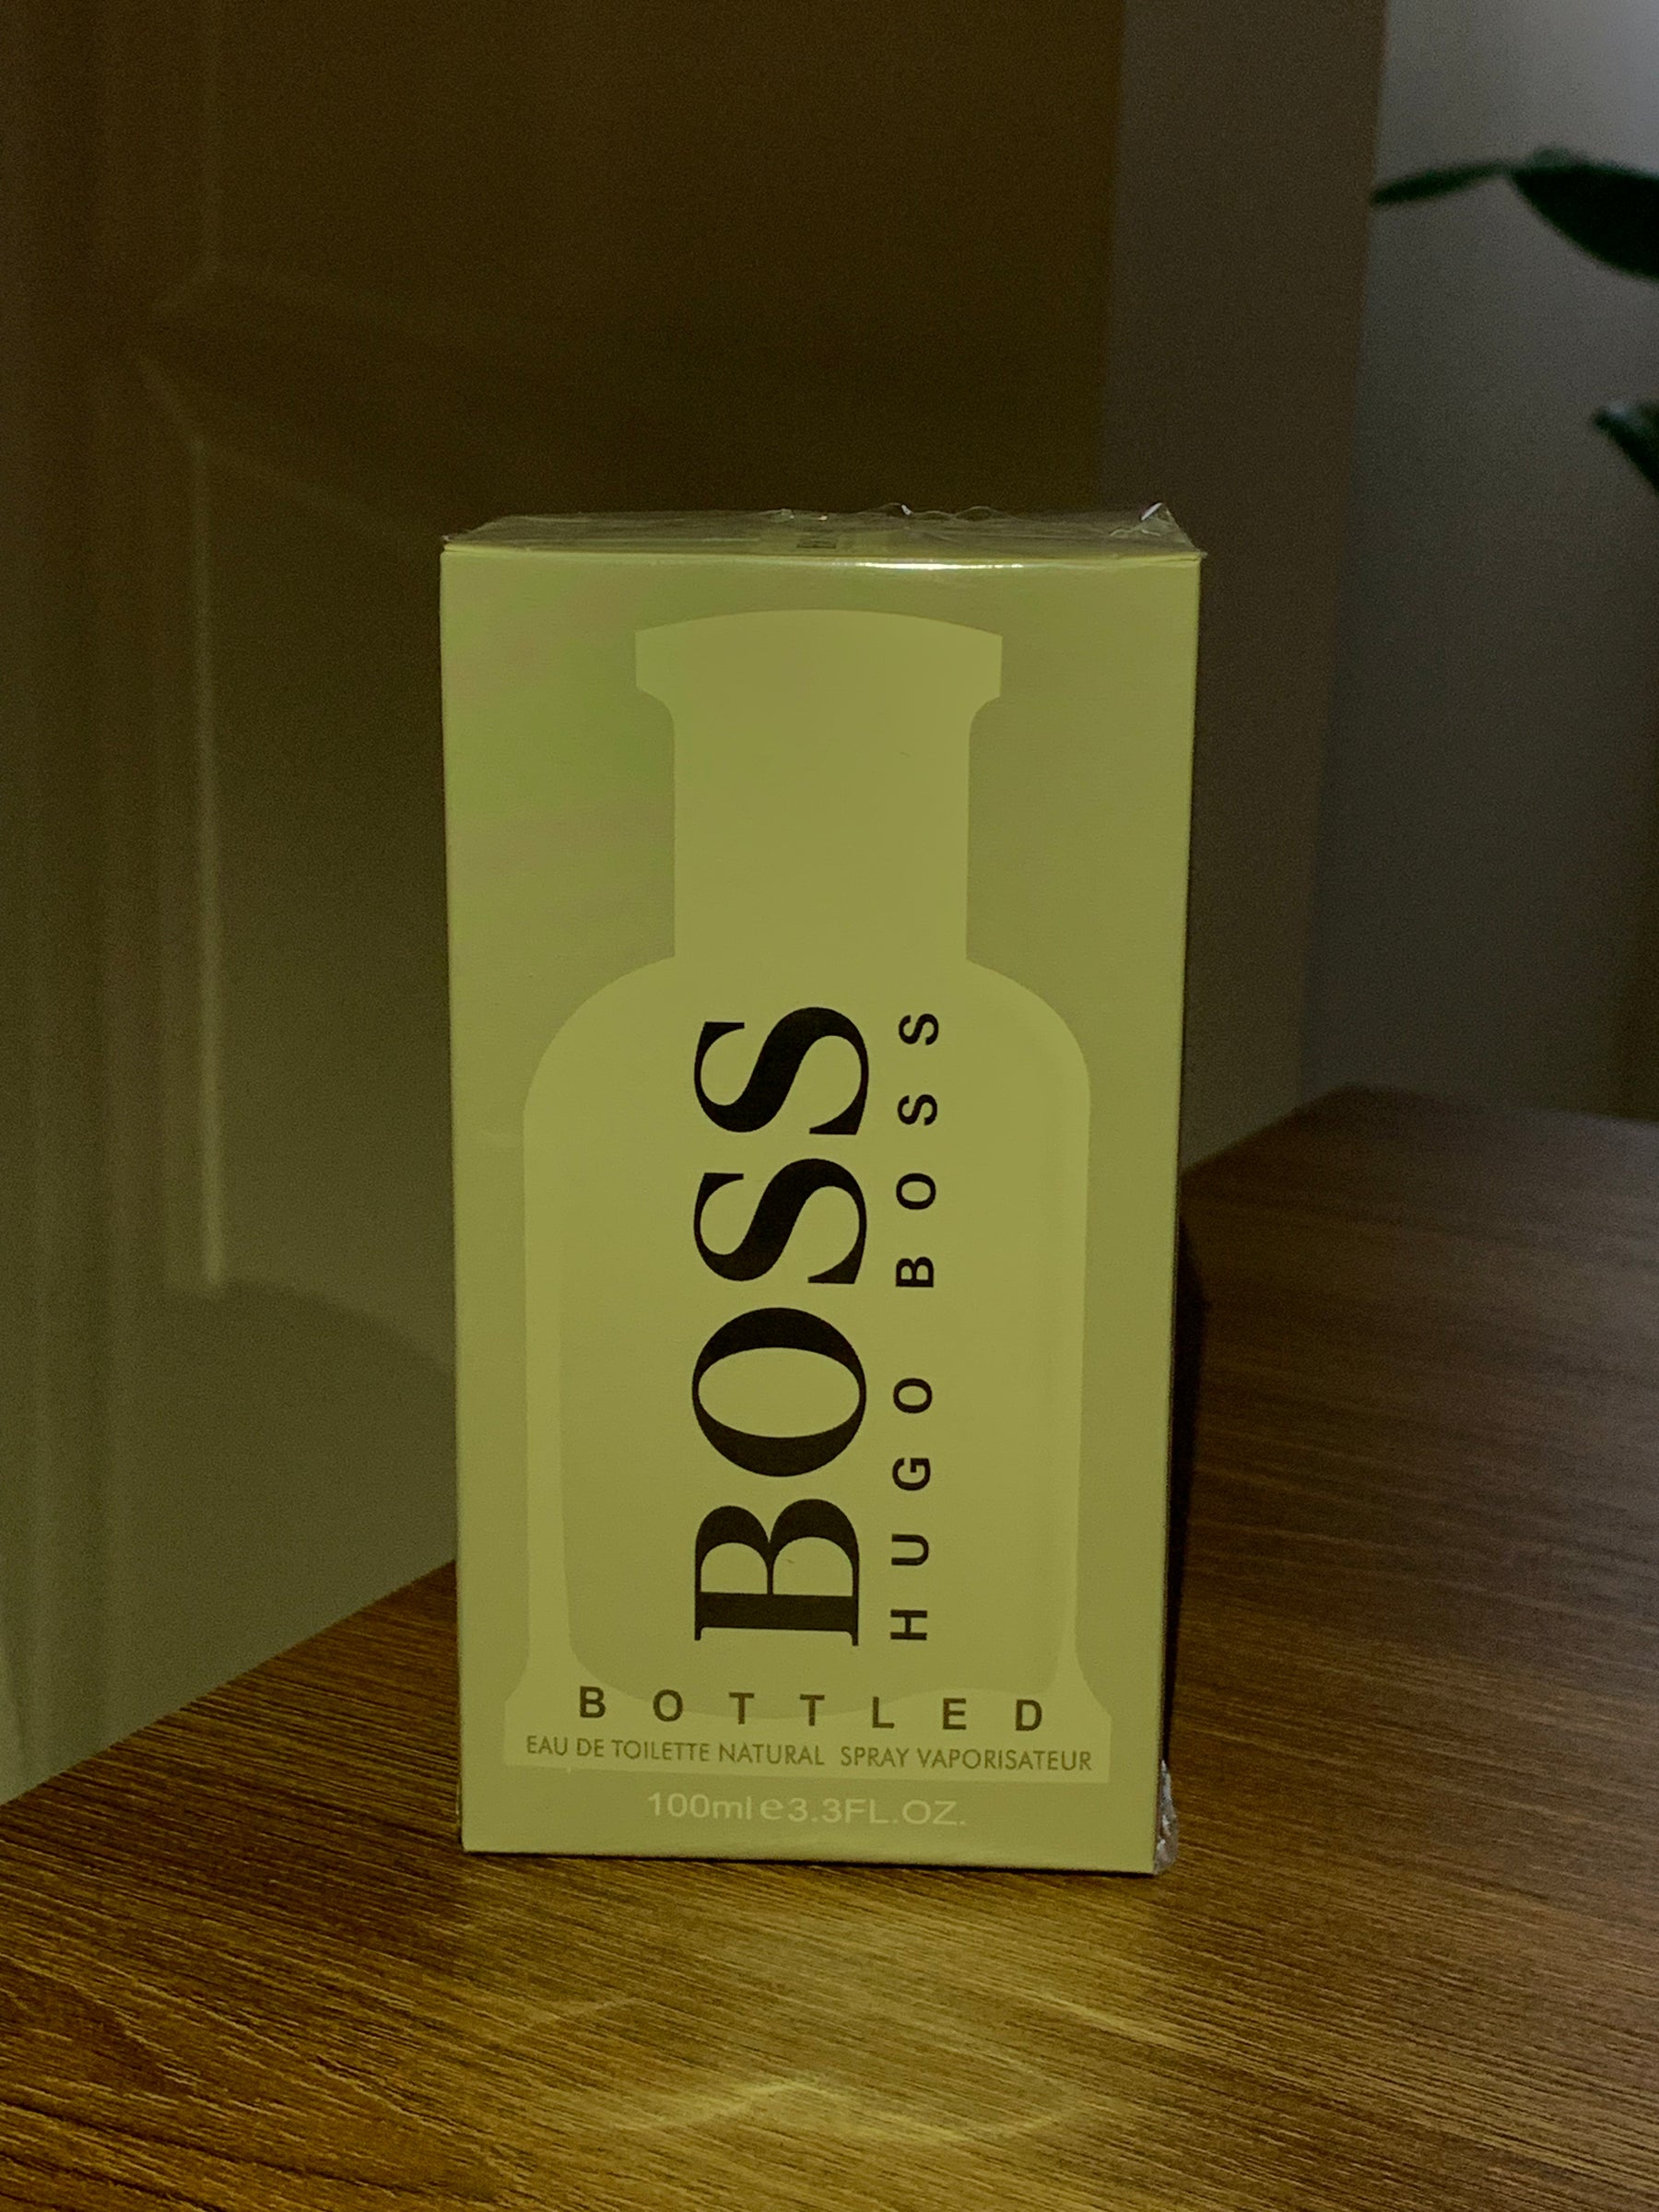 BOSS
HUGO BOSS
BOTTLED
EAU DE TOILETTE NATURAL SPRAY VAPORISATEUR
100ml e 3.3FL.OZ.